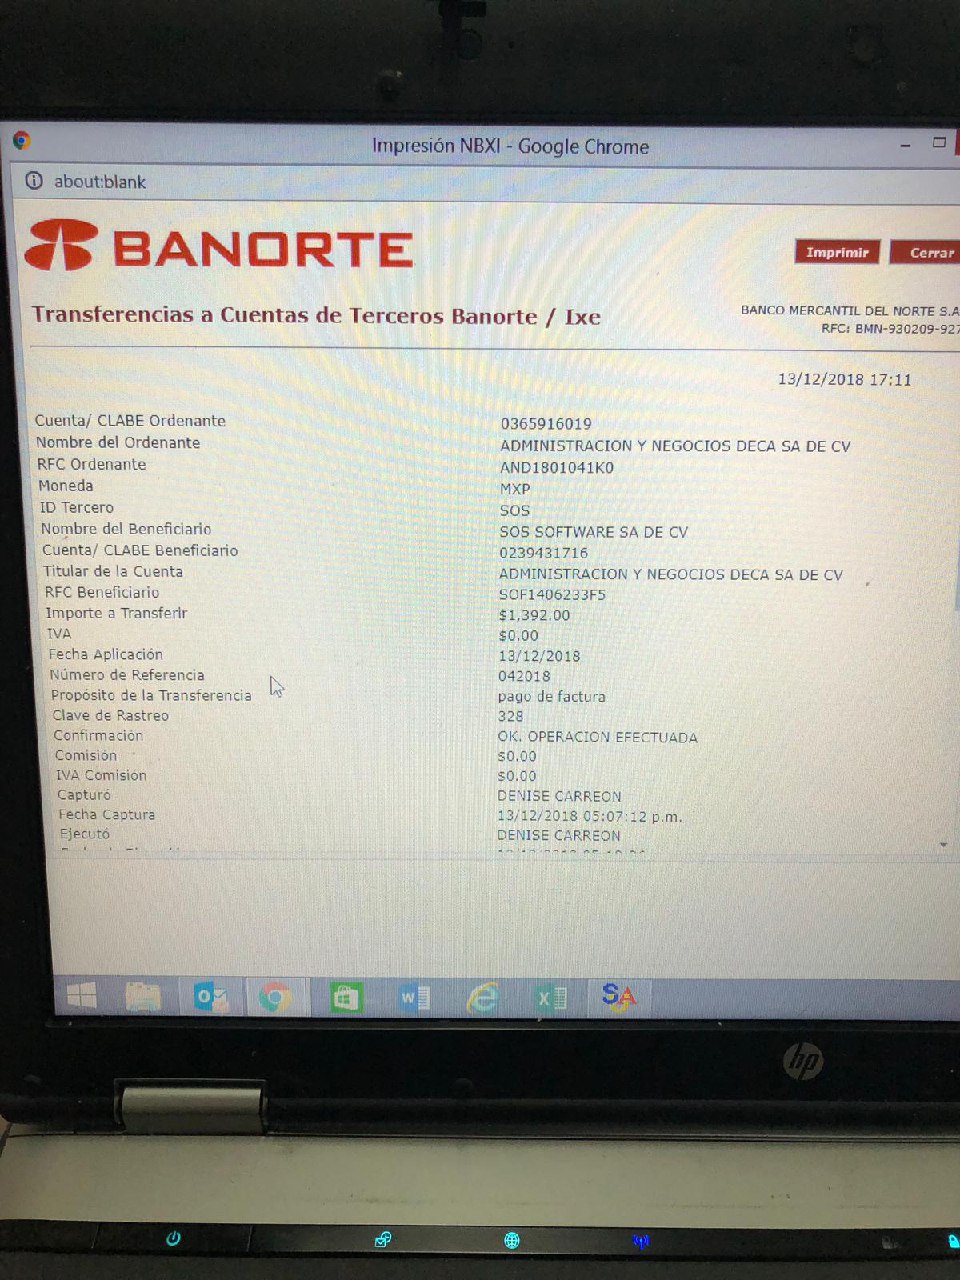 Impresión NBXI - Google Chrome
about:blank
BANORTE
Imprimir
Cerrar
Transferencias a Cuentas de Terceros Banorte / Ixe
BANCO MERCANTIL DEL NORTE S.A
RFC: BMN-930209-927
13/12/2018 17:11
Cuenta/ CLABE Ordenante 0365916019
Nombre del Ordenante ADMINISTRACION Y NEGOCIOS DECA SA DE CV
RFC Ordenante AND1801041K0
Moneda MXP
ID Tercero SOS
Nombre del Beneficiario SOS SOFTWARE SA DE CV
Cuenta/ CLABE Beneficiario 0239431716
Titular de la Cuenta ADMINISTRACION Y NEGOCIOS DECA SA DE CV
RFC Beneficiario SOF1406233F5
Importe a Transferir $1,392.00
IVA $0.00
Fecha Aplicación 13/12/2018
Número de Referencia 042018
Propósito de la Transferencia pago de factura
Clave de Rastreo 328
Confirmación OK. OPERACION EFECTUADA
Comisión $0.00
IVA Comisión $0.00
Capturó DENISE CARREON
Fecha Captura 13/12/2018 05:07:12 p.m.
Ejecutó DENISE CARREON
SA
hp